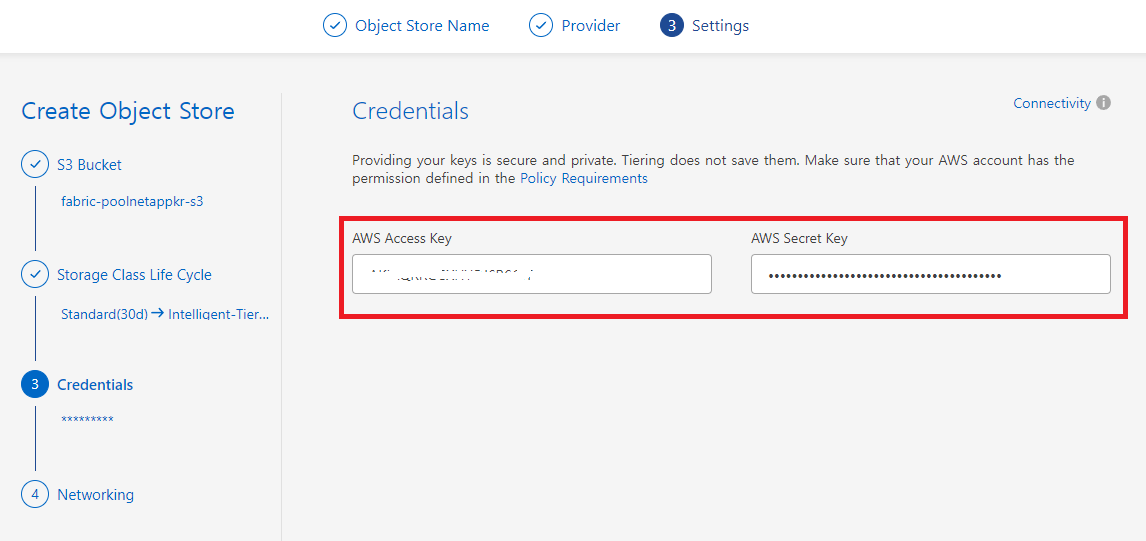 Object Store Name
Provider
3 Settings
Create Object Store
S3 Bucket
fabric-poolnetappkr-s3
Storage Class Life Cycle
Standard(30d) → Intelligent-Tier...
3 Credentials
*********
4 Networking
Credentials
Connectivity i
Providing your keys is secure and private. Tiering does not save them. Make sure that your AWS account has the
permission defined in the Policy Requirements
AWS Access Key
AWS Secret Key
••••••••••••••••••••••••••••••••••••••••